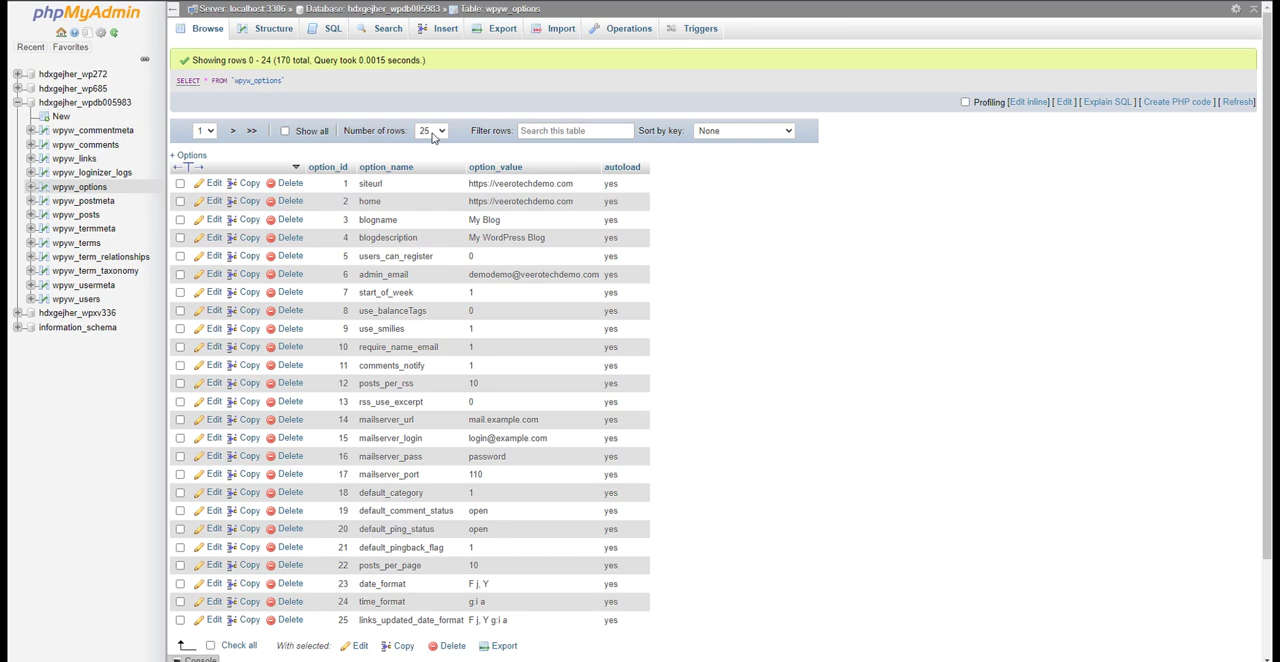 phpMyAdmin
Recent Favorites
hdxgejher_wp272
hdxgejher_wp685
hdxgejher_wpdb005983
New
wpyw_commentmeta
wpyw_comments
wpyw_links
wpyw_loginizer_logs
wpyw_options
wpyw_postmeta
wpyw_posts
wpyw_termmeta
wpyw_terms
wpyw_term_relationships
wpyw_term_taxonomy
wpyw_usermeta
wpyw_users
hdxgejher_wpxv336
information_schema
Server: localhost:3306 » Database: hdxgejher_wpdb005983 » Table: wpyw_options
Browse Structure SQL Search Insert Export Import Operations Triggers
Showing rows 0 - 24 (170 total, Query took 0.0015 seconds.)
SELECT * FROM `wpyw_options`
Profiling [Edit inline] [ Edit ] [ Explain SQL ] [ Create PHP code ] [ Refresh]
1 > >> Show all Number of rows: 25 Filter rows: Search this table Sort by key: None
+ Options
←T→ option_id option_name option_value autoload
Edit Copy Delete 1 siteurl https://veerotechdemo.com yes
Edit Copy Delete 2 home https://veerotechdemo.com yes
Edit Copy Delete 3 blogname My Blog yes
Edit Copy Delete 4 blogdescription My WordPress Blog yes
Edit Copy Delete 5 users_can_register 0 yes
Edit Copy Delete 6 admin_email demodemo@veerotechdemo.com yes
Edit Copy Delete 7 start_of_week 1 yes
Edit Copy Delete 8 use_balanceTags 0 yes
Edit Copy Delete 9 use_smilies 1 yes
Edit Copy Delete 10 require_name_email 1 yes
Edit Copy Delete 11 comments_notify 1 yes
Edit Copy Delete 12 posts_per_rss 10 yes
Edit Copy Delete 13 rss_use_excerpt 0 yes
Edit Copy Delete 14 mailserver_url mail.example.com yes
Edit Copy Delete 15 mailserver_login login@example.com yes
Edit Copy Delete 16 mailserver_pass password yes
Edit Copy Delete 17 mailserver_port 110 yes
Edit Copy Delete 18 default_category 1 yes
Edit Copy Delete 19 default_comment_status open yes
Edit Copy Delete 20 default_ping_status open yes
Edit Copy Delete 21 default_pingback_flag 1 yes
Edit Copy Delete 22 posts_per_page 10 yes
Edit Copy Delete 23 date_format F j, Y yes
Edit Copy Delete 24 time_format g:i a yes
Edit Copy Delete 25 links_updated_date_format F j, Y g:i a yes
Check all With selected: Edit Copy Delete Export
Console